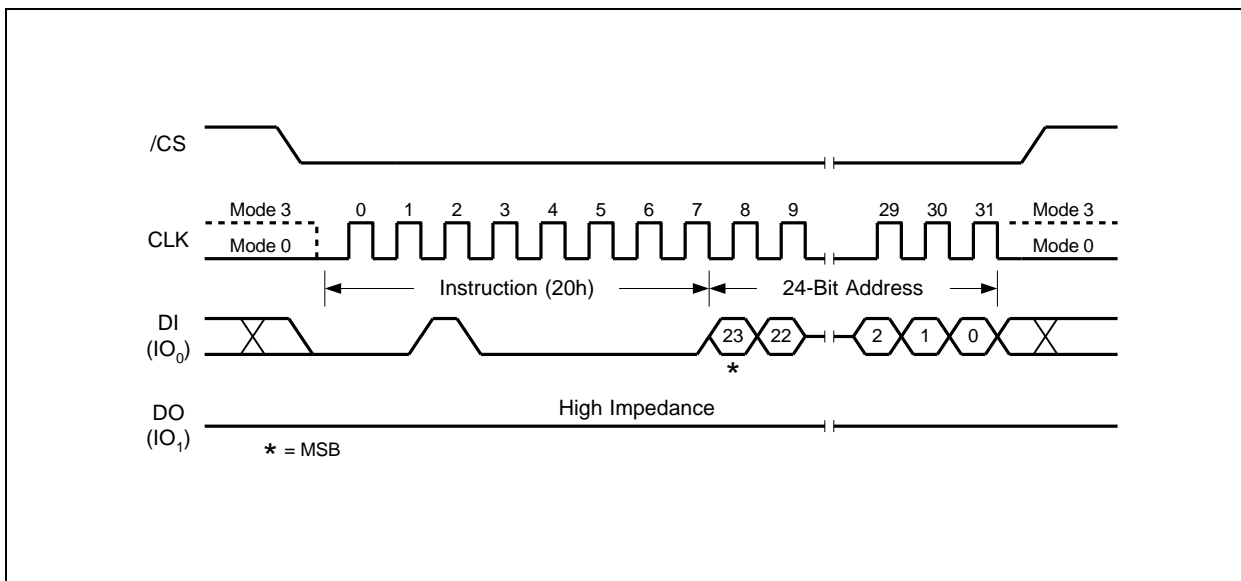 /CS
Mode 3 0 1 2 3 4 5 6 7 8 9 29 30 31 Mode 3
CLK Mode 0 Mode 0
Instruction (20h) 24-Bit Address
DI
(IO0) 23 22 2 1 0
*
DO High Impedance
(IO1)
* = MSB